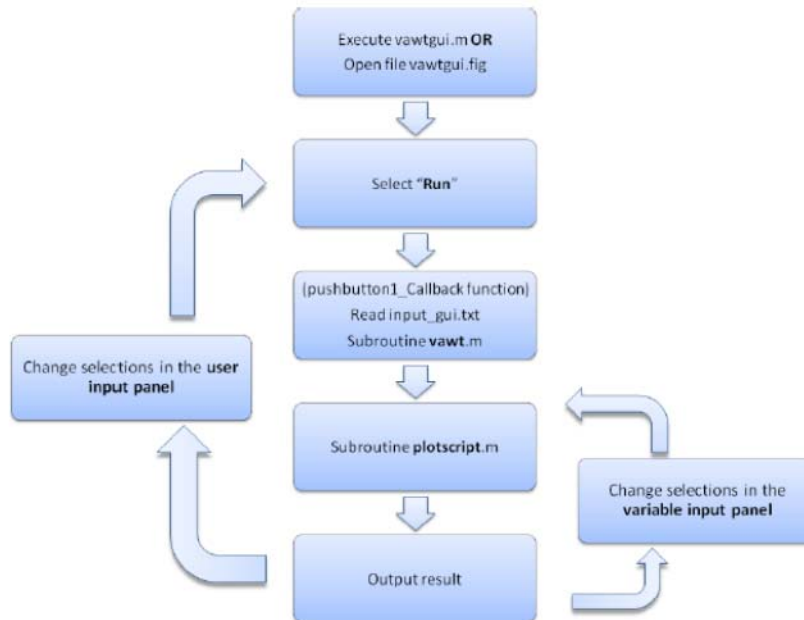 Execute vawtgui.m OR
Open file vawtgui.fig
Select “Run”
(pushbutton1_Callback function)
Read input_gui.txt
Subroutine vawt.m
Change selections in the user
input panel
Subroutine plotscript.m
Change selections in the
variable input panel
Output result